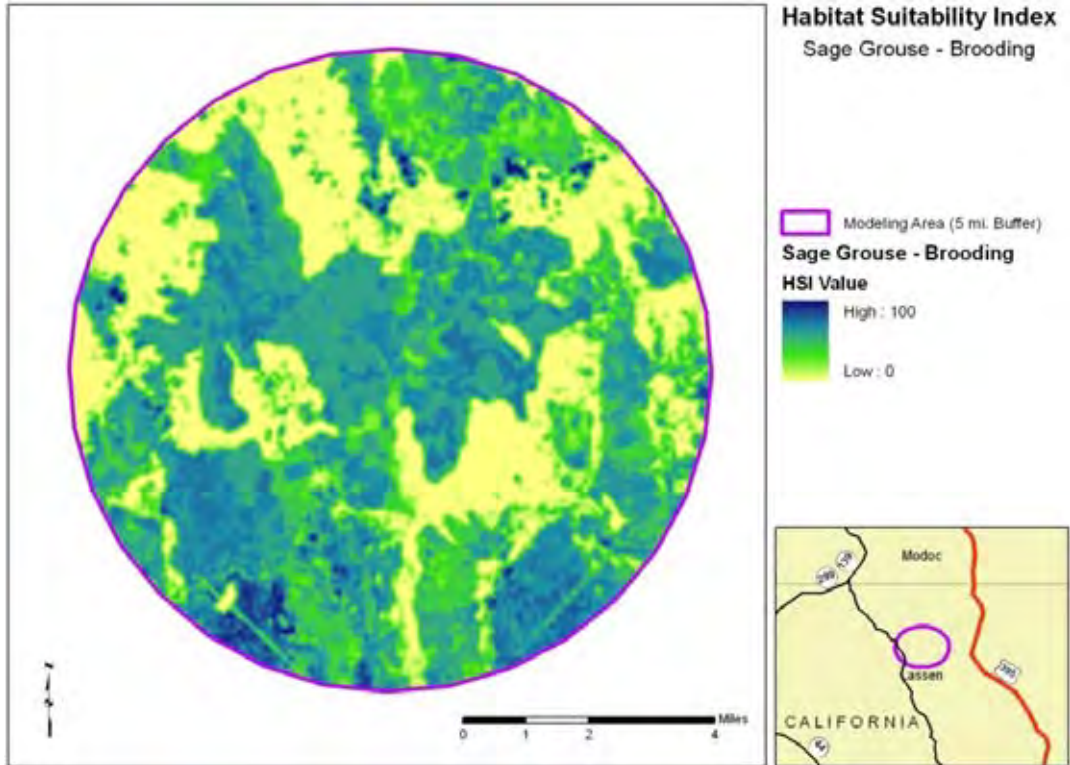 Habitat Suitability Index
Sage Grouse - Brooding
Modeling Area (5 mi. Buffer)
Sage Grouse - Brooding
HSI Value
High : 100
Low : 0
Miles
0 1 2 4
Modoc
299
139
Lassen
395
CALIFORNIA
44